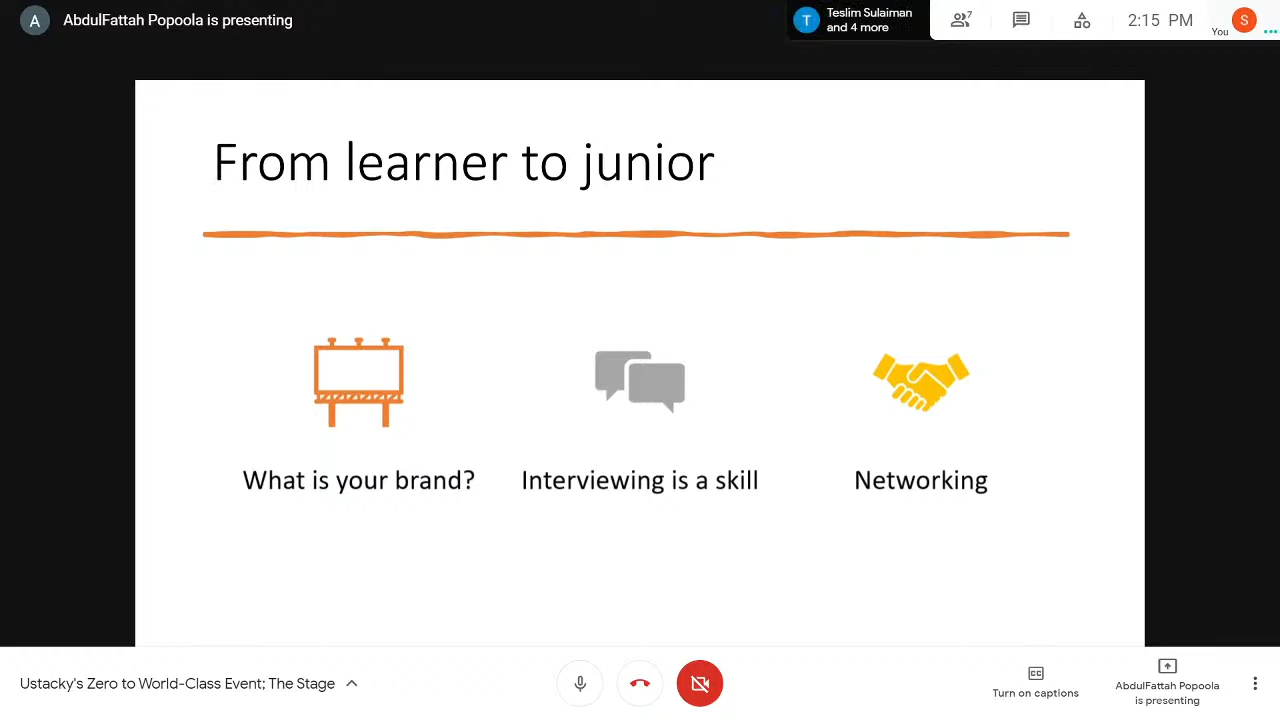 A
AbdulFattah Popoola is presenting
T
Teslim Sulaiman
and 4 more
7
2:15 PM
You
S
From learner to junior
What is your brand?
Interviewing is a skill
Networking
Ustacky's Zero to World-Class Event; The Stage
CC
Turn on captions
AbdulFattah Popoola
is presenting